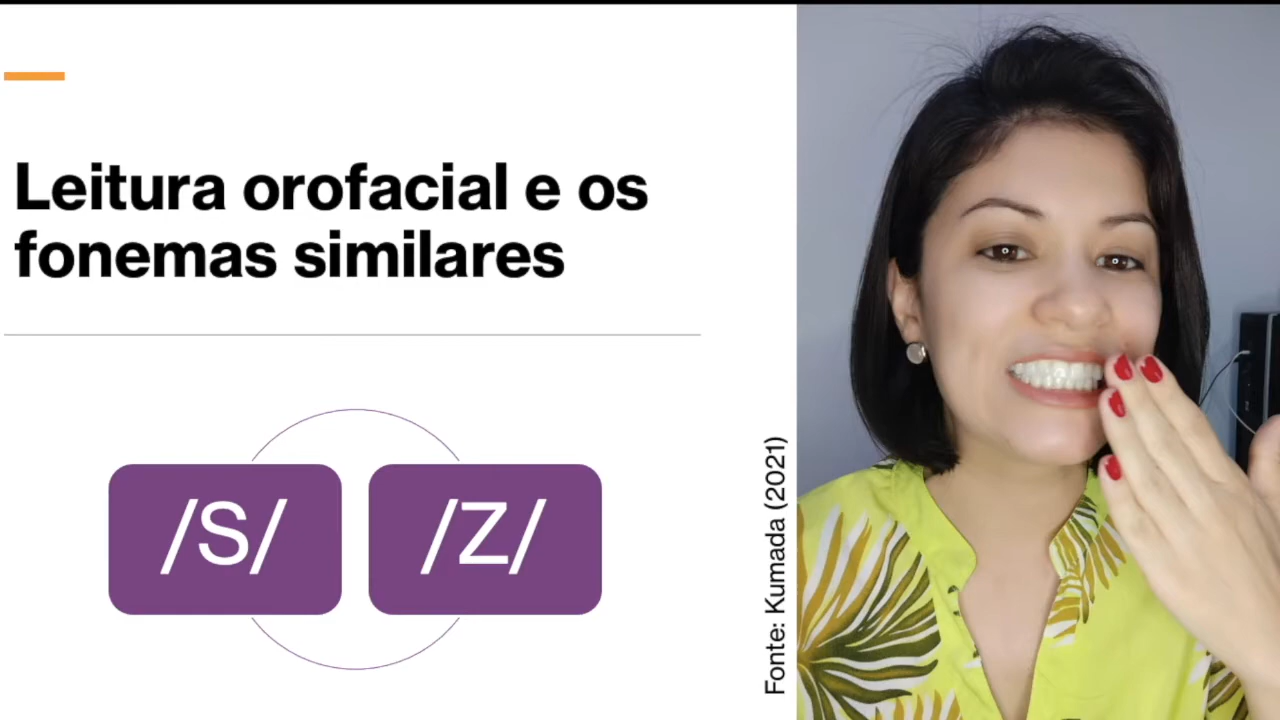 Leitura orofacial e os
fonemas similares
/S/
/Z/
Fonte: Kumada (2021)